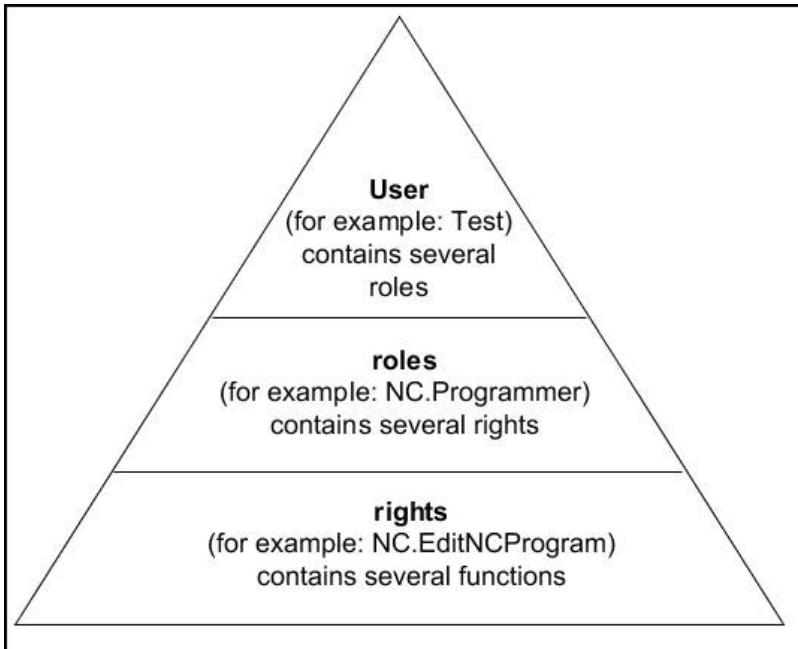 User
(for example: Test)
contains several
roles
roles
(for example: NC.Programmer)
contains several rights
rights
(for example: NC.EditNCProgram)
contains several functions